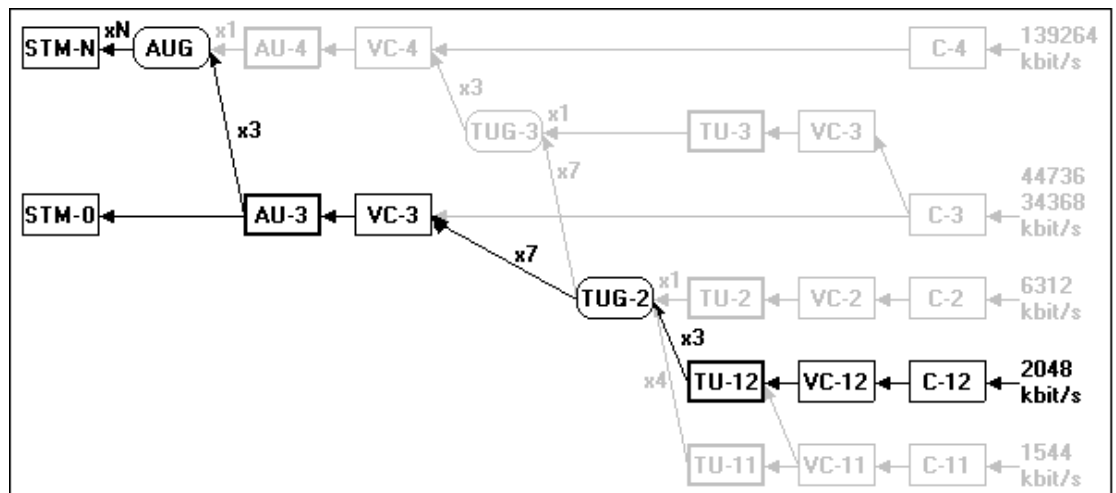 STM-N xN AUG x1 AU-4 VC-4 C-4 139264
kbit/s
x3
TUG-3 x1 TU-3 VC-3
x3
x7
44736
STM-0 AU-3 VC-3 C-3 34368
kbit/s
x7
TUG-2 x1 TU-2 VC-2 C-2 6312
kbit/s
x3
x4 TU-12 VC-12 C-12 2048
kbit/s
TU-11 VC-11 C-11 1544
kbit/s